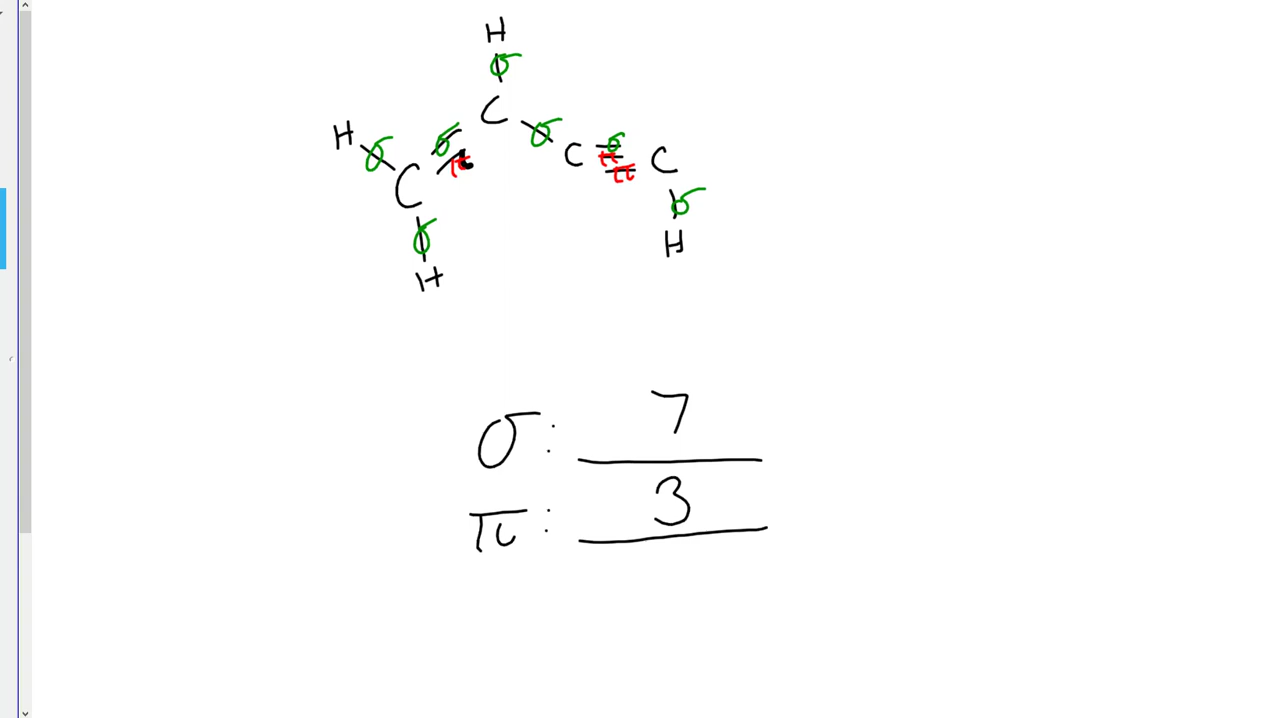 H
σ
C
H σ σ σ σ
π C π C
C π
σ σ
H
H
σ: 7
π: 3